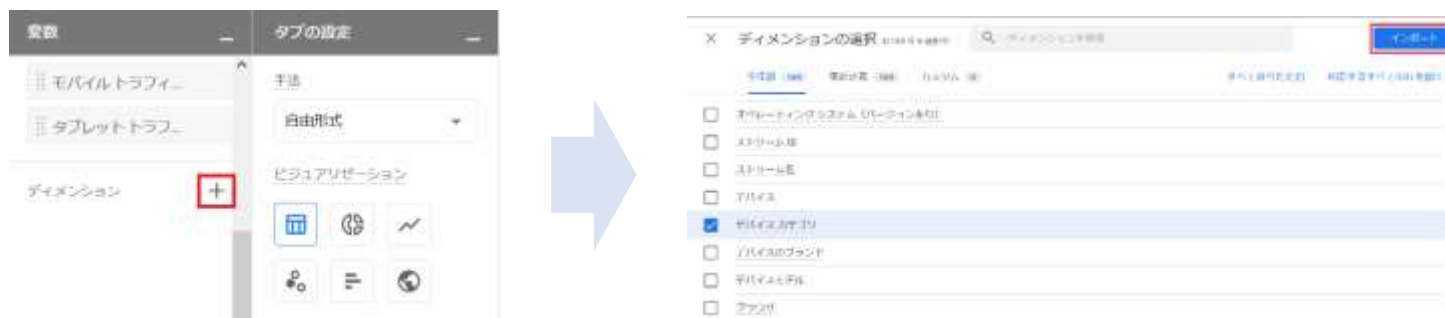 変数
モバイルトラフィ...
タブレットトラフ...
ディメンション
タブの設定
手法
自由形式
ビジュアリゼーション
ディメンションの選択
インポート
オペレーティング システム（バージョンあり）
ストリーム ID
ストリーム名
デバイス
デバイス カテゴリ
デバイスのブランド
デバイスモデル
ブラウザ